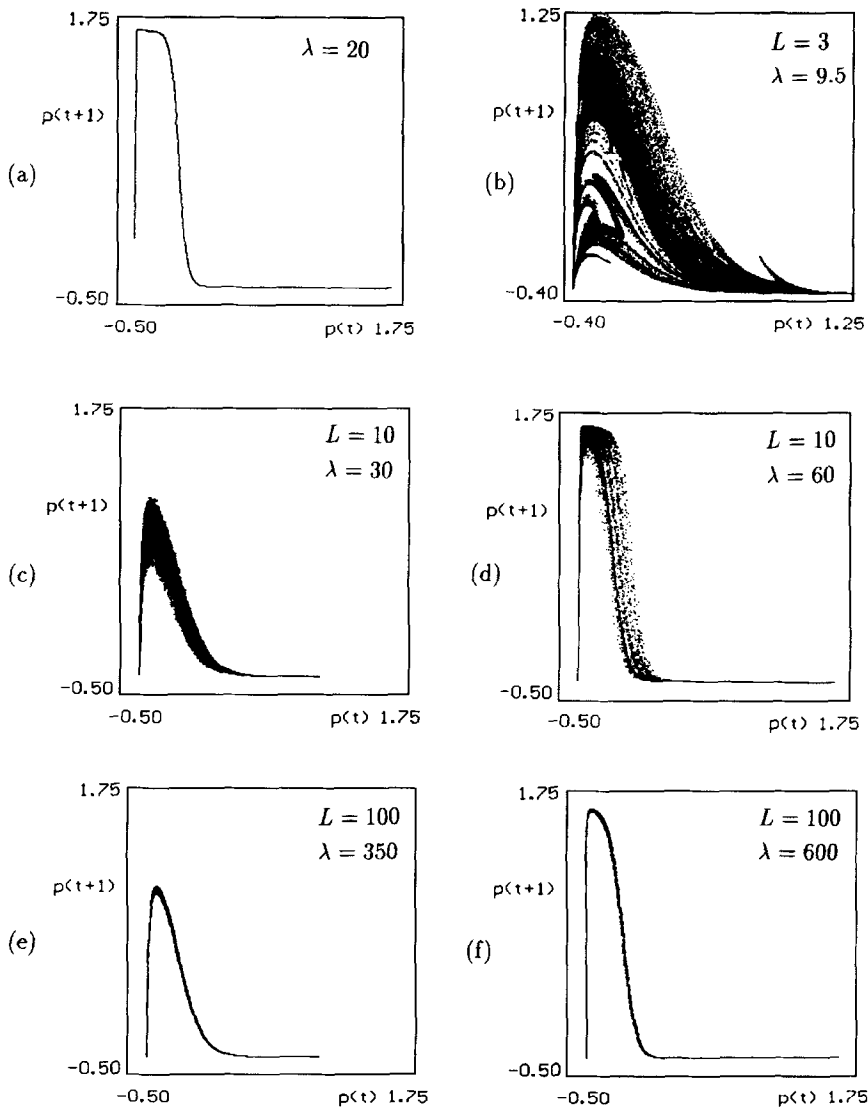 (a)
1.75
λ = 20
p(t+1)
-0.50
-0.50 p(t) 1.75
(b)
1.25
L = 3
λ = 9.5
p(t+1)
-0.40
-0.40 p(t) 1.25
(c)
1.75
L = 10
λ = 30
p(t+1)
-0.50
-0.50 p(t) 1.75
(d)
1.75
L = 10
λ = 60
p(t+1)
-0.50
-0.50 p(t) 1.75
(e)
1.75
L = 100
λ = 350
p(t+1)
-0.50
-0.50 p(t) 1.75
(f)
1.75
L = 100
λ = 600
p(t+1)
-0.50
-0.50 p(t) 1.75